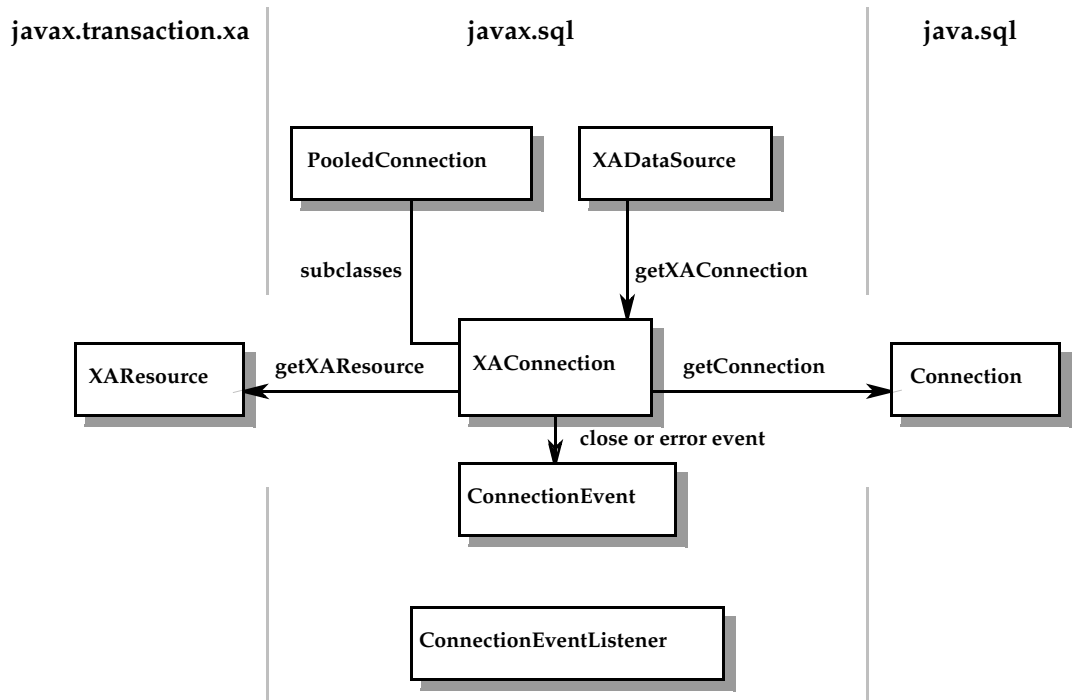 javax.transaction.xa
javax.sql
java.sql
PooledConnection
XADataSource
subclasses
getXAConnection
XAResource
getXAResource
XAConnection
getConnection
Connection
close or error event
ConnectionEvent
ConnectionEventListener